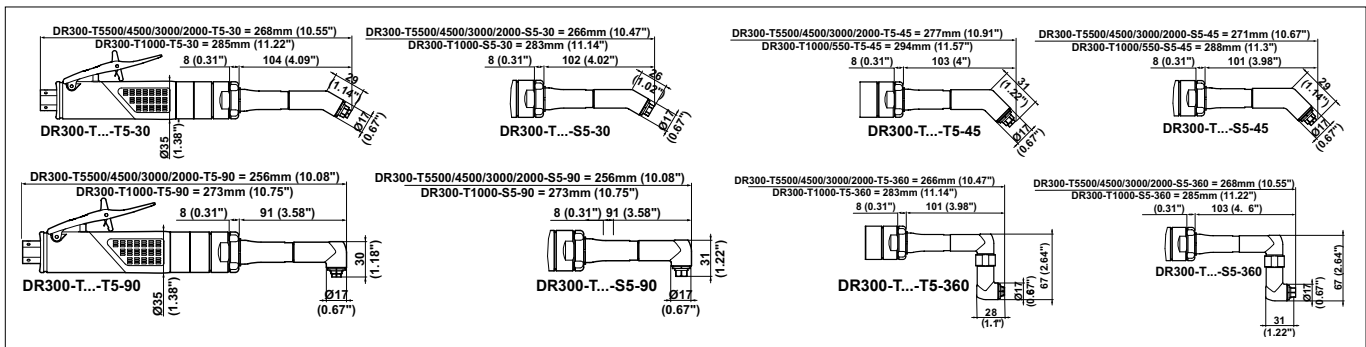 DR300-T5500/4500/3000/2000-T5-30 = 268mm (10.55")
DR300-T1000-T5-30 = 285mm (11.22")
8 (0.31")
104 (4.09")
29
(1.14")
Ø17
(0.67")
Ø35
(1.38")
DR300-T...-T5-30
DR300-T5500/4500/3000/2000-S5-30 = 266mm (10.47")
DR300-T1000-S5-30 = 283mm (11.14")
8 (0.31")
102 (4.02")
26
(1.02")
Ø17
(0.67")
DR300-T...-S5-30
DR300-T5500/4500/3000/2000-T5-45 = 277mm (10.91")
DR300-T1000/550-T5-45 = 294mm (11.57")
8 (0.31")
103 (4")
31
(1.22")
Ø17
(0.67")
DR300-T...-T5-45
DR300-T5500/4500/3000/2000-S5-45 = 271mm (10.67")
DR300-T1000/550-S5-45 = 288mm (11.3")
8 (0.31")
101 (3.98")
29
(1.14")
Ø17
(0.67")
DR300-T...-S5-45
DR300-T5500/4500/3000/2000-T5-90 = 256mm (10.08")
DR300-T1000-T5-90 = 273mm (10.75")
8 (0.31")
91 (3.58")
30
(1.18")
Ø35
(1.38")
Ø17
(0.67")
DR300-T...-T5-90
DR300-T5500/4500/3000/2000-S5-90 = 256mm (10.08")
DR300-T1000-S5-90 = 273mm (10.75")
8 (0.31")
91 (3.58")
31
(1.22")
Ø17
(0.67")
DR300-T...-S5-90
DR300-T5500/4500/3000/2000-T5-360 = 266mm (10.47")
DR300-T1000-T5-360 = 283mm (11.14")
8 (0.31")
101 (3.98")
Ø17
(0.67")
67 (2.64")
28
(1.1")
DR300-T...-T5-360
DR300-T5500/4500/3000/2000-S5-360 = 268mm (10.55")
DR300-T1000-S5-360 = 285mm (11.22")
(0.31")
103 (4. 6")
Ø17
(0.67")
67 (2.64")
31
(1.22")
DR300-T...-S5-360